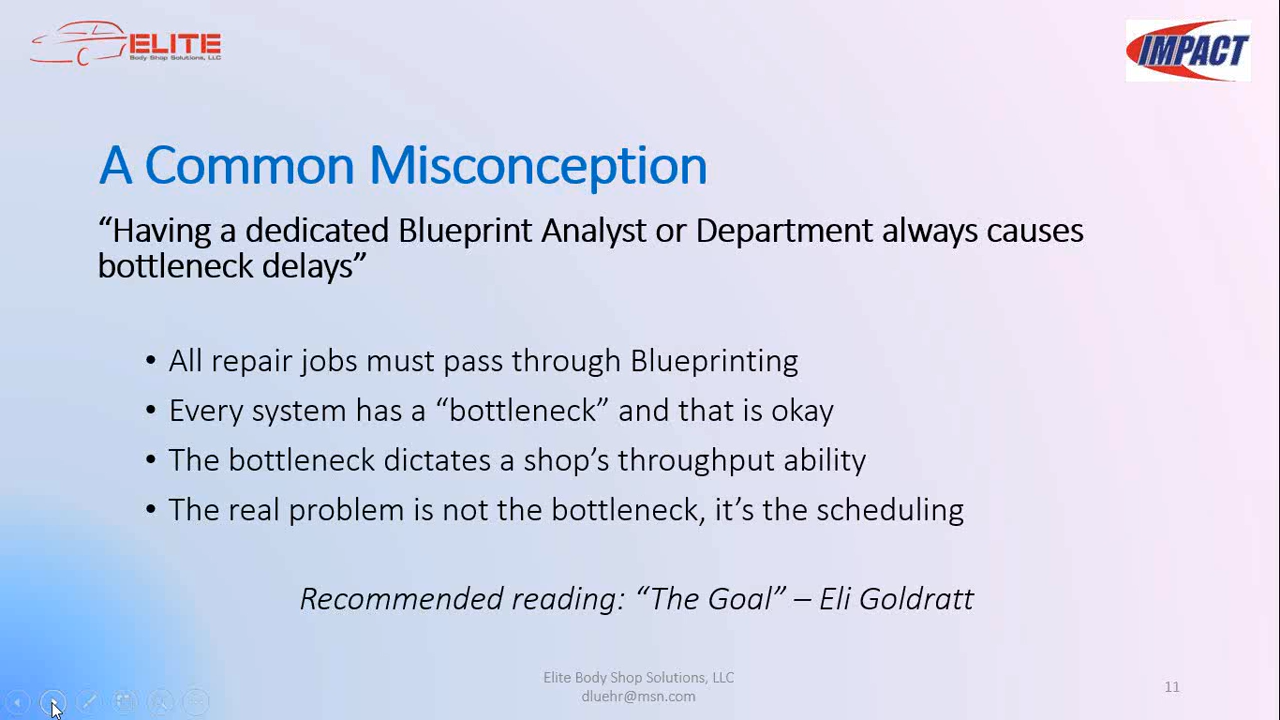 ELITE
Body Shop Solutions, LLC
IMPACT
A Common Misconception
“Having a dedicated Blueprint Analyst or Department always causes
bottleneck delays”
• All repair jobs must pass through Blueprinting
• Every system has a “bottleneck” and that is okay
• The bottleneck dictates a shop’s throughput ability
• The real problem is not the bottleneck, it’s the scheduling
Recommended reading: “The Goal” – Eli Goldratt
Elite Body Shop Solutions, LLC
dluehr@msn.com
11